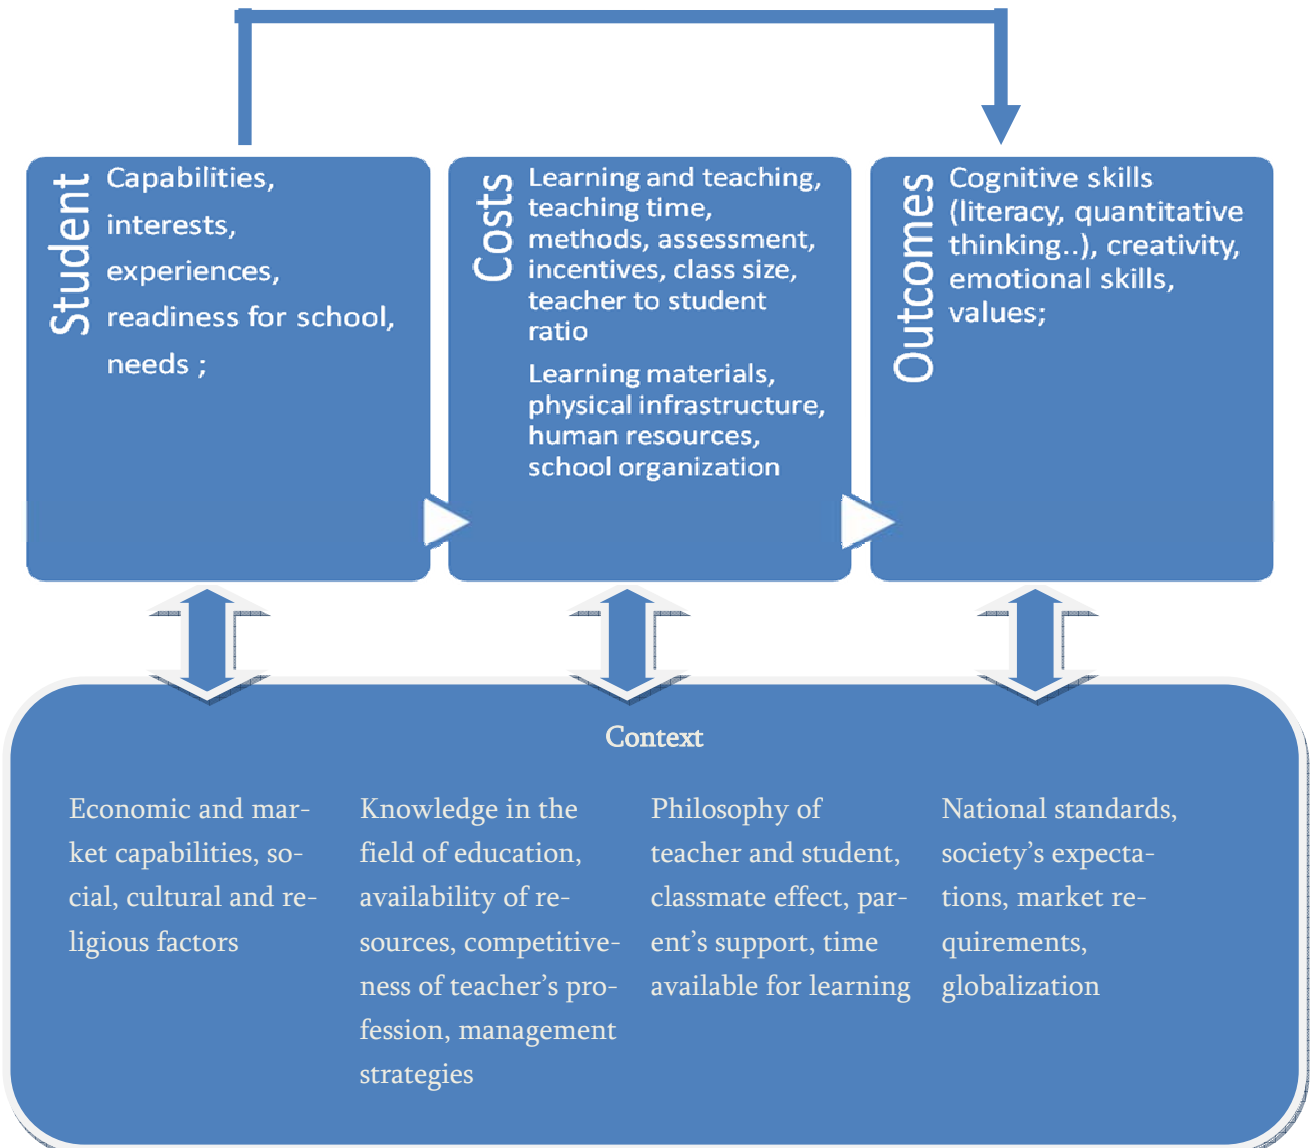 Student
Capabilities,
interests,
experiences,
readiness for school,
needs ;
Costs
Learning and teaching,
teaching time,
methods, assessment,
incentives, class size,
teacher to student
ratio
Learning materials,
physical infrastructure,
human resources,
school organization
Outcomes
Cognitive skills
(literacy, quantitative
thinking..), creativity,
emotional skills,
values;
Context
Economic and mar-
ket capabilities, so-
cial, cultural and re-
ligious factors
Knowledge in the
field of education,
availability of re-
sources, competitive-
ness of teacher's pro-
fession, management
strategies
Philosophy of
teacher and student,
classmate effect, par-
ent's support, time
available for learning
National standards,
society's expecta-
tions, market re-
quirements,
globalization